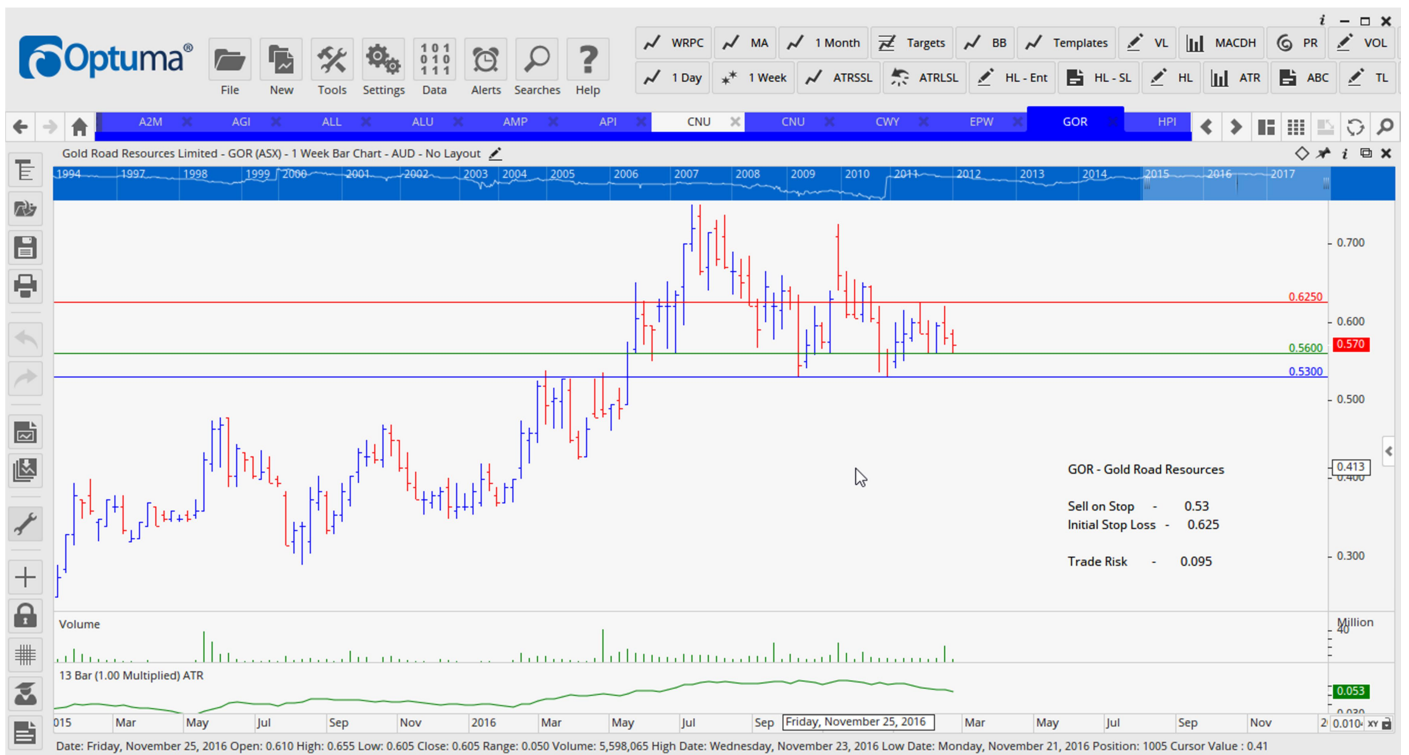 i
Optuma®
File
New
Tools
Settings
101
010
111
Data
Alerts
Searches
Help
WRPC MA 1 Month Targets BB Templates VL MACDH PR VOL
1 Day 1 Week ATRSSL ATRLSL HL - Ent HL - SL HL ATR ABC TL
A2M AGI ALL ALU AMP API CNU CNU CWY EPW GOR HPI
Gold Road Resources Limited - GOR (ASX) - 1 Week Bar Chart - AUD - No Layout
i
1994 1997 1998 1999 2000 2001 2002 2003 2004 2005 2006 2007 2008 2009 2010 2011 2012 2013 2014 2015 2016 2017
0.700
0.6250
0.600
0.570
0.5600
0.5300
0.500
0.413
0.400
0.300
GOR - Gold Road Resources
Sell on Stop - 0.53
Initial Stop Loss - 0.625
Trade Risk - 0.095
Volume
Million
40
13 Bar (1.00 Multiplied) ATR
0.053
015 Mar May Jul Sep Nov 2016 Mar May Jul Sep Friday, November 25, 2016 Mar May Jul Sep Nov 0.010 XY
Date: Friday, November 25, 2016 Open: 0.610 High: 0.655 Low: 0.605 Close: 0.605 Range: 0.050 Volume: 5,598,065 High Date: Wednesday, November 23, 2016 Low Date: Monday, November 21, 2016 Position: 1005 Cursor Value : 0.41